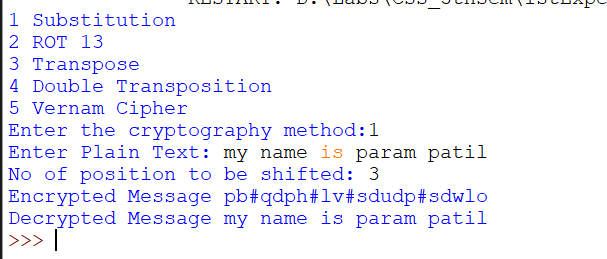 RESTART: D:\Labs\CSS_5thSem\1stExpe
1 Substitution
2 ROT 13
3 Transpose
4 Double Transposition
5 Vernam Cipher
Enter the cryptography method:1
Enter Plain Text: my name is param patil
No of position to be shifted: 3
Encrypted Message pb#qdph#lv#sdudp#sdwlo
Decrypted Message my name is param patil
>>>